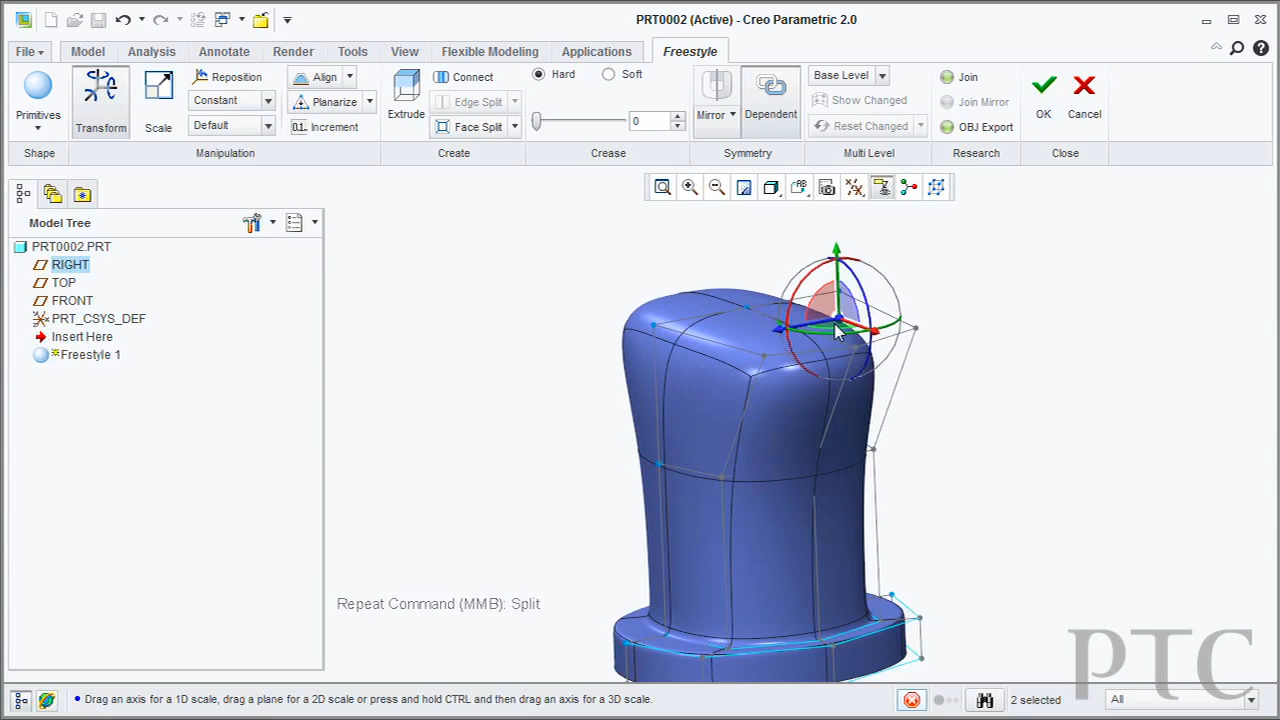 PRT0002 (Active) - Creo Parametric 2.0
File Model Analysis Annotate Render Tools View Flexible Modeling Applications Freestyle
Reposition Align Connect Hard Soft Base Level Join
Constant Planarize Edge Split Show Changed Join Mirror
Primitives Transform Scale Default Increment Extrude Face Split 0 Mirror Dependent Reset Changed OBJ Export OK Cancel
Shape Manipulation Create Crease Symmetry Multi Level Research Close
Model Tree
PRT0002.PRT
RIGHT
TOP
FRONT
PRT_CSYS_DEF
Insert Here
Freestyle 1
Repeat Command (MMB): Split
PTC
• Drag an axis for a 1D scale, drag a plane for a 2D scale or press and hold CTRL and then drag an axis for a 3D scale. 2 selected All